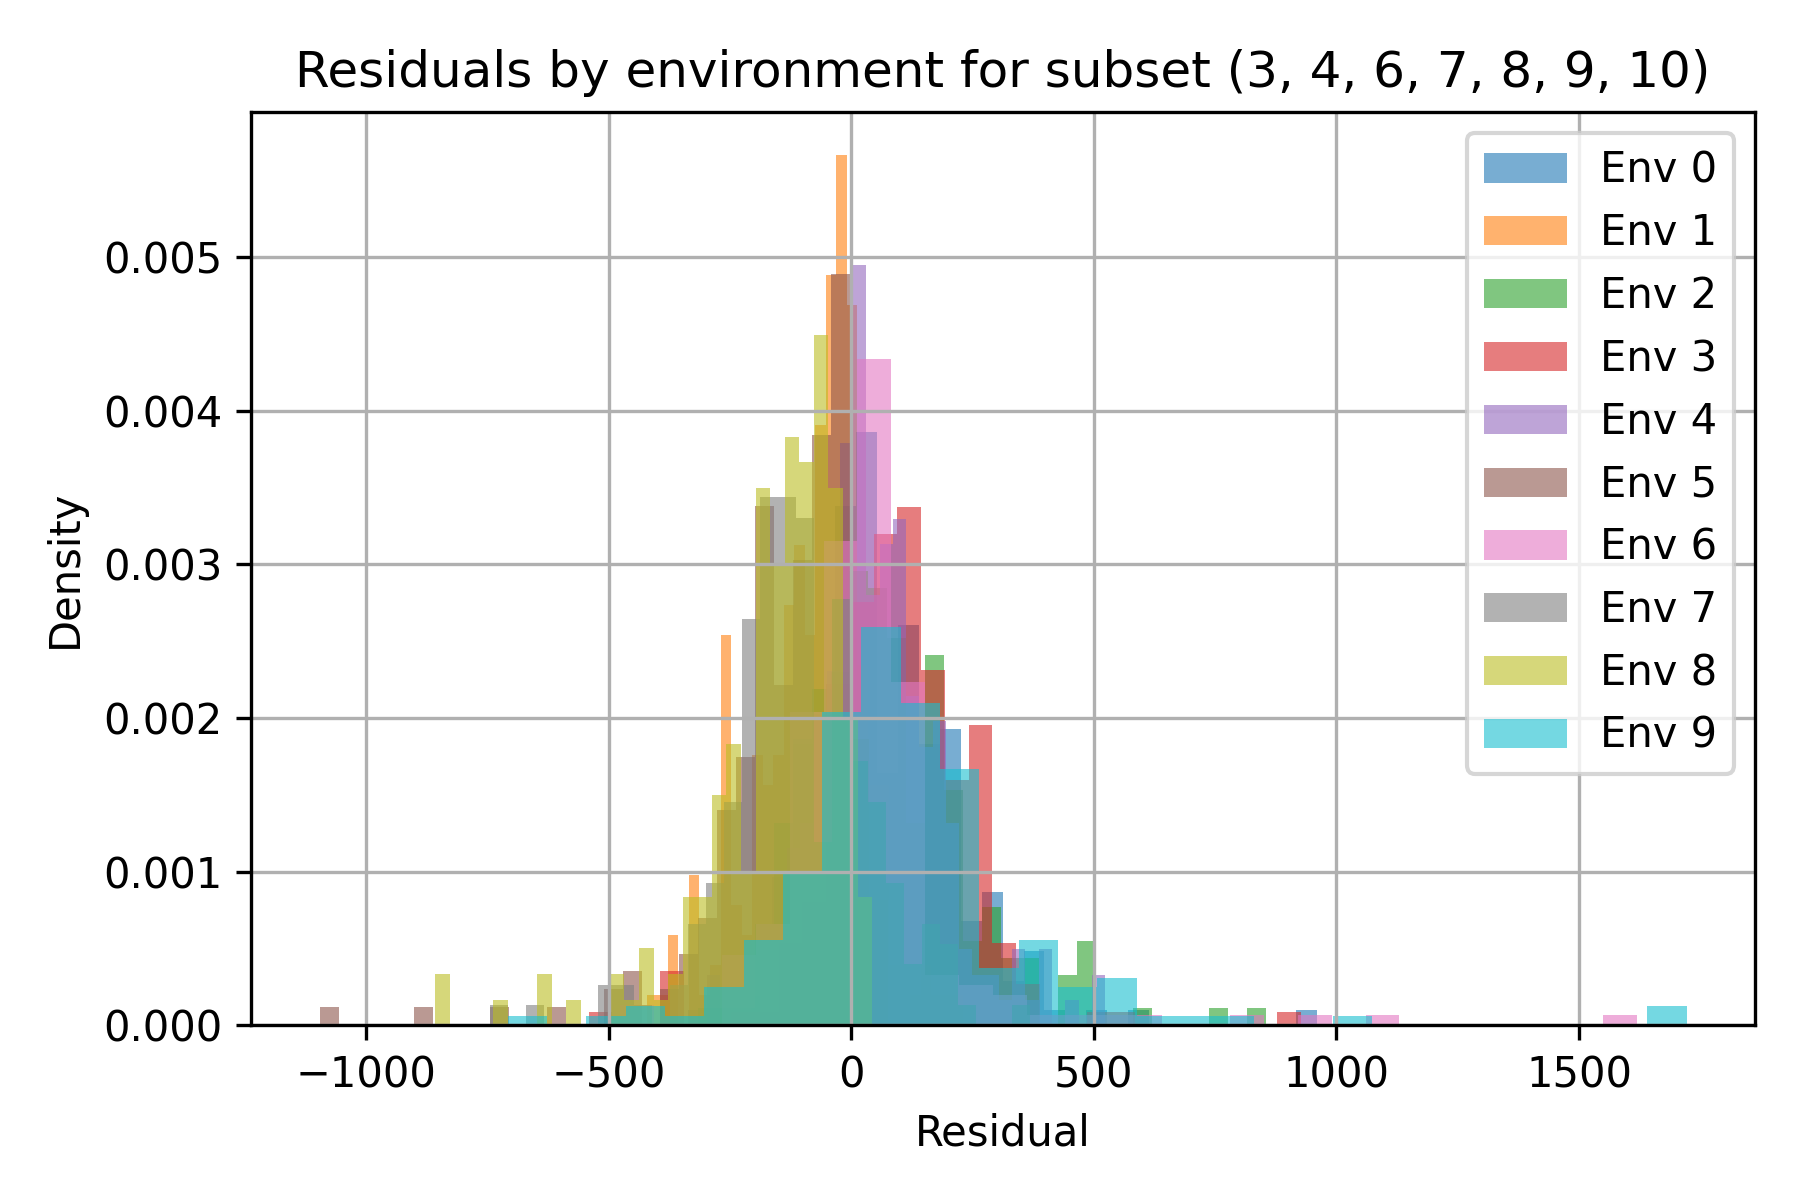 Residuals by environment for subset (3, 4, 6, 7, 8, 9, 10)
Env 0
Env 1
Env 2
Env 3
Env 4
Env 5
Env 6
Env 7
Env 8
Env 9
Density
0.005
0.004
0.003
0.002
0.001
0.000
−1000
−500
0
500
1000
1500
Residual